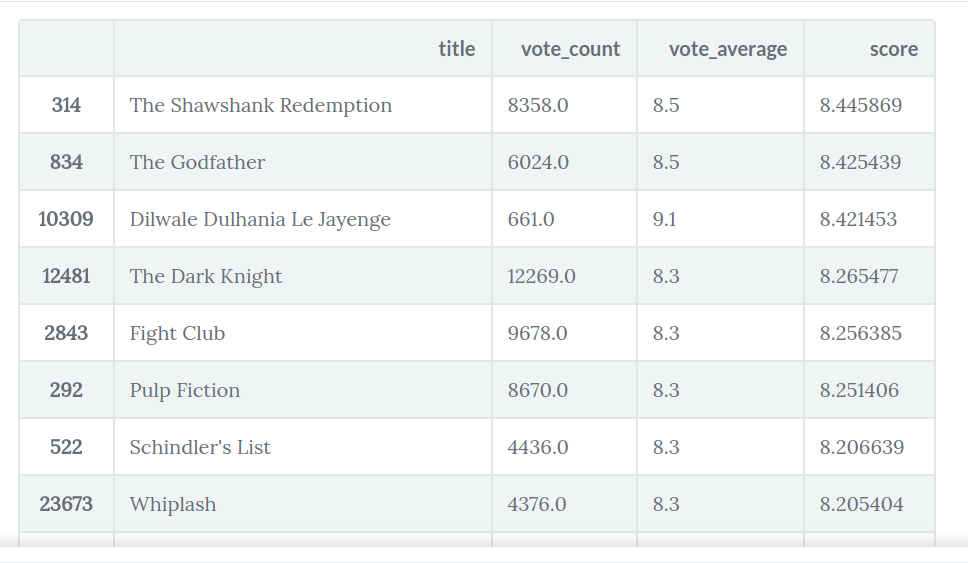 title vote_count vote_average score
314 The Shawshank Redemption 8358.0 8.5 8.445869
834 The Godfather 6024.0 8.5 8.425439
10309 Dilwale Dulhania Le Jayenge 661.0 9.1 8.421453
12481 The Dark Knight 12269.0 8.3 8.265477
2843 Fight Club 9678.0 8.3 8.256385
292 Pulp Fiction 8670.0 8.3 8.251406
522 Schindler's List 4436.0 8.3 8.206639
23673 Whiplash 4376.0 8.3 8.205404